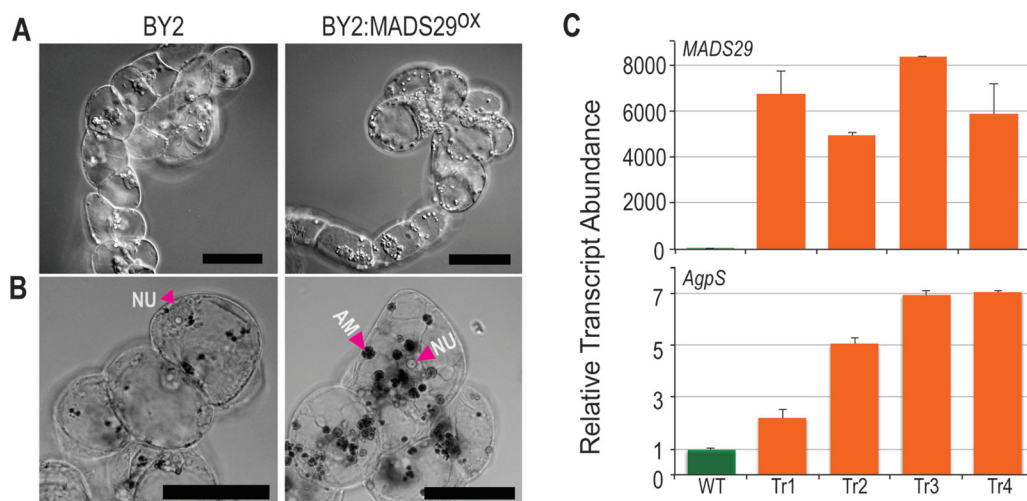 A
BY2
BY2:MADS29OX
B
NU
AM
NU
C
Relative Transcript Abundance
MADS29
8000
6000
4000
2000
0
AgpS
7
5
3
1
0
WT Tr1 Tr2 Tr3 Tr4